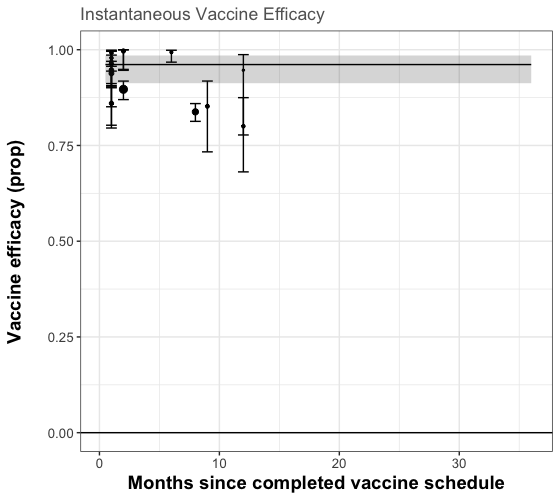 Instantaneous Vaccine Efficacy
Vaccine efficacy (prop)
1.00
0.75
0.50
0.25
0.00
0 10 20 30
Months since completed vaccine schedule